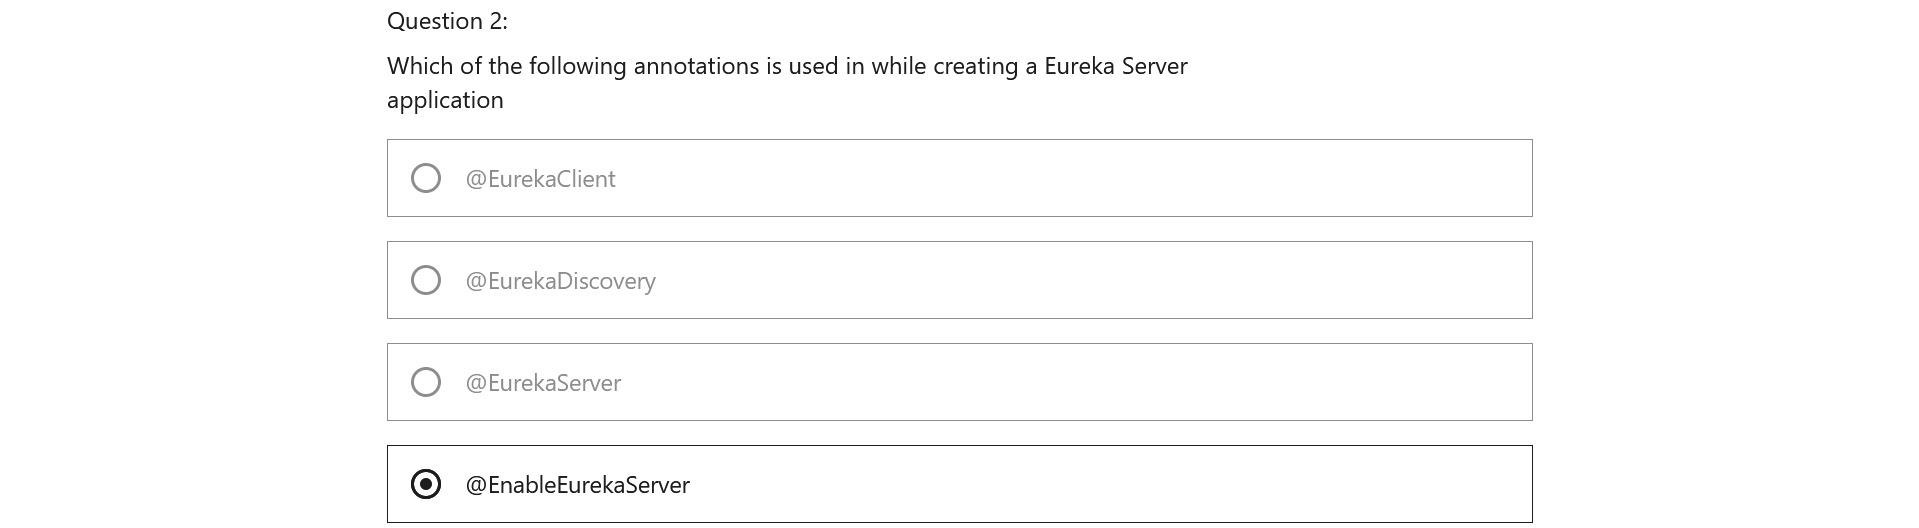 Question 2:
Which of the following annotations is used in while creating a Eureka Server
application
@EurekaClient
@EurekaDiscovery
@EurekaServer
@EnableEurekaServer